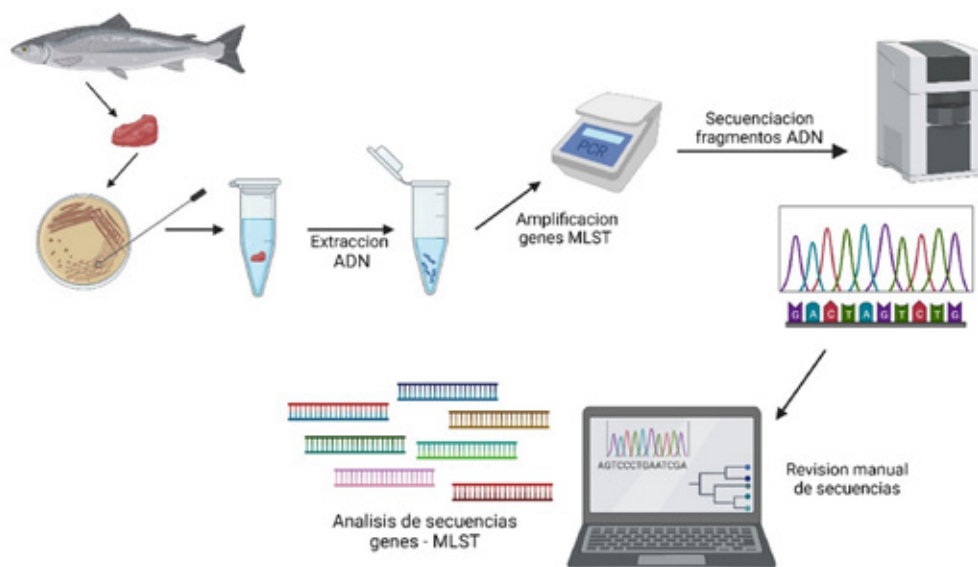 Secuenciacion
fragmentos ADN
PCR
Extraccion
ADN
Amplificacion
genes MLST
G A C T A G T C T G
AGTCCCTGAATCGA
Revision manual
de secuencias
Analisis de secuencias
genes - MLST